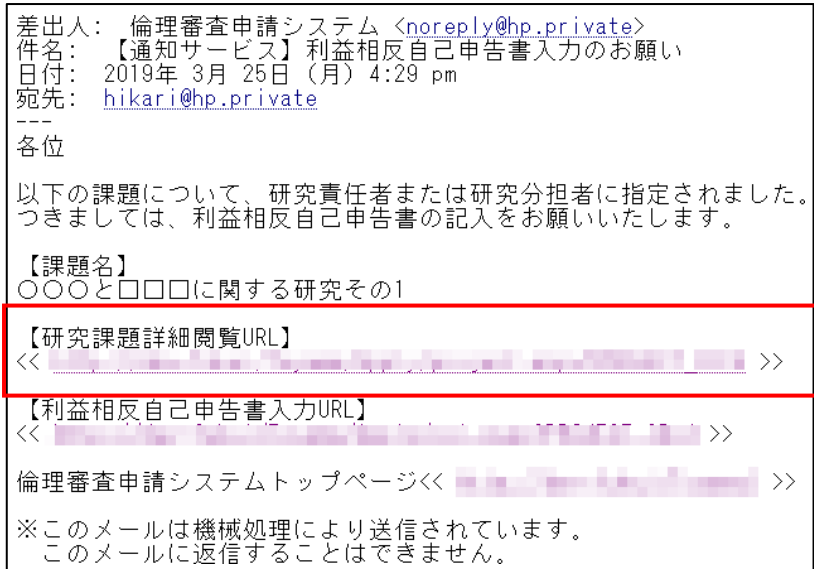 差出人: 倫理審査申請システム <noreply@hp.private>
件名: 【通知サービス】利益相反自己申告書入力のお願い
日付: 2019年 3月 25日 (月) 4:29 pm
宛先: hikari@hp.private
---
各位
以下の課題について、研究責任者または研究分担者に指定されました。
つきましては、利益相反自己申告書の記入をお願いいたします。
【課題名】
〇〇〇と□□□に関する研究その1
【研究課題詳細閲覧URL】
<< >>
【利益相反自己申告書入力URL】
<< >>
倫理審査申請システムトップページ<< >>
※このメールは機械処理により送信されています。
このメールに返信することはできません。